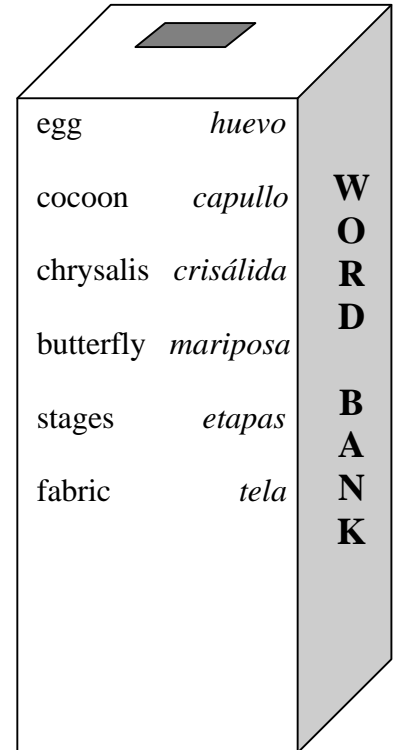 egg huevo
cocoon capullo
chrysalis crisálida
butterfly mariposa
stages etapas
fabric tela
WORD BANK